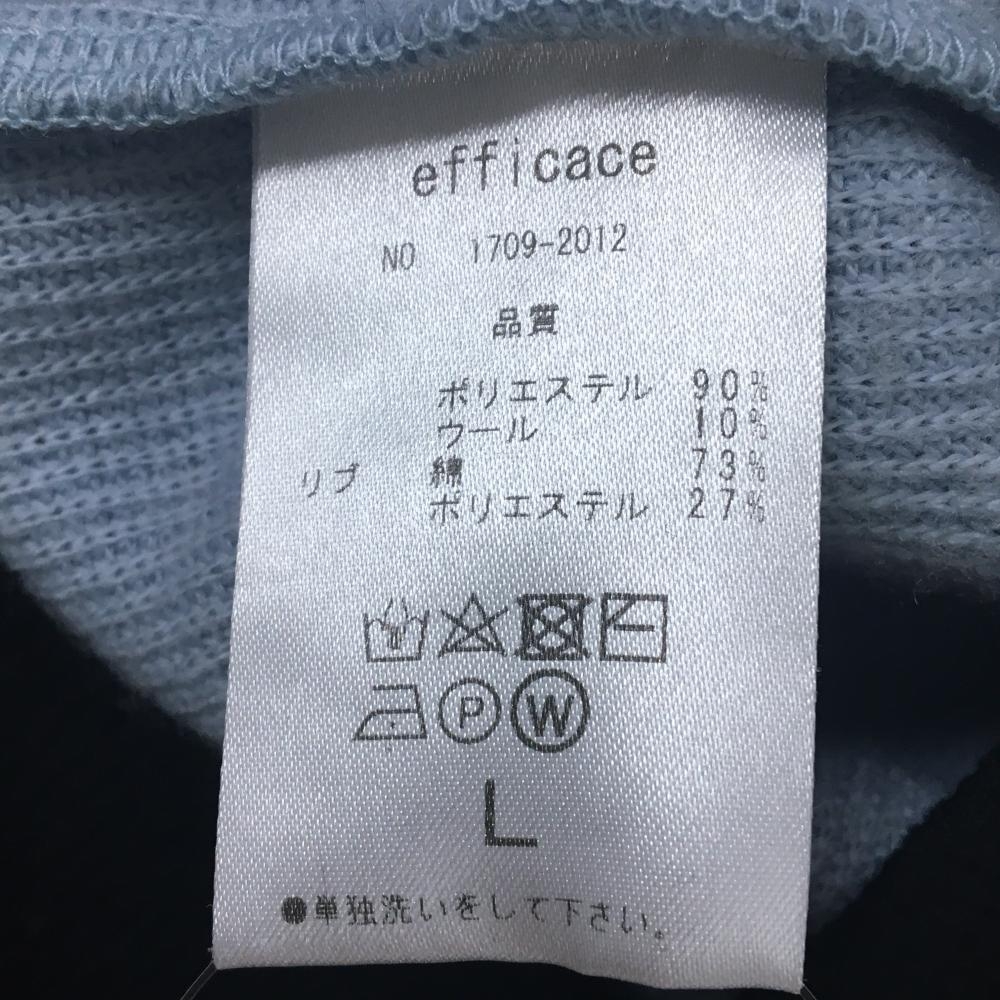 efficace
NO 1709-2012
品質
ポリエステル 90%
ウール 10%
リブ 綿 73%
ポリエステル 27%
P W
L
●単独洗いをして下さい。